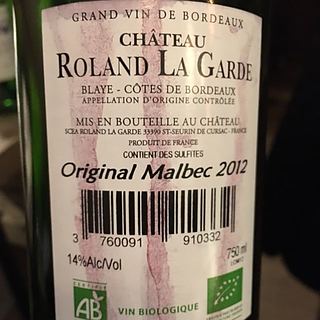 GRAND VIN DE BORDEAUX
CHÂTEAU
ROLAND LA GARDE
BLAYE - CÔTES DE BORDEAUX
APPELLATION D'ORIGINE CONTRÔLÉE
MIS EN BOUTEILLE AU CHÂTEAU
SCEA ROLAND LA GARDE 33390 ST-SEURIN DE CURSAC - FRANCE
PRODUIT DE FRANCE
CONTIENT DES SULFITES
Original Malbec 2012
3 760091 910332
14%Alc/Vol
750 ml
CERTIFIÉ
AB
VIN BIOLOGIQUE